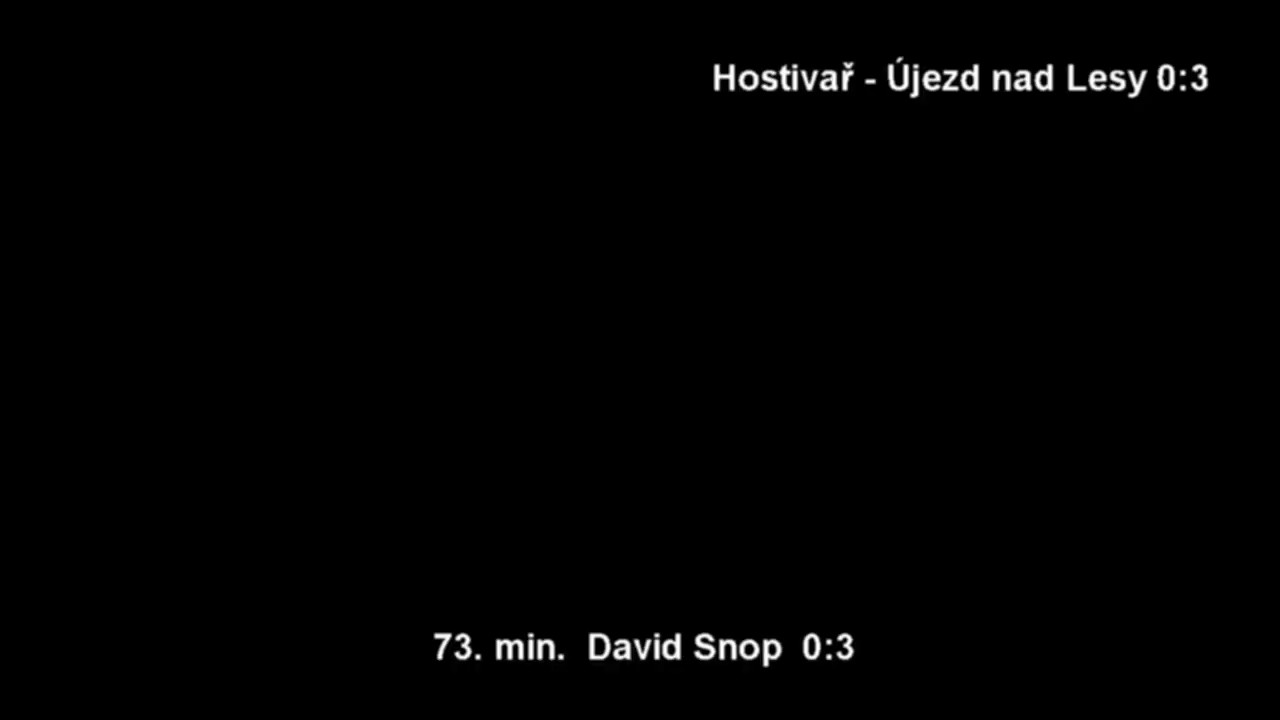 Hostivař - Újezd nad Lesy 0:3
73. min.  David Snop  0:3